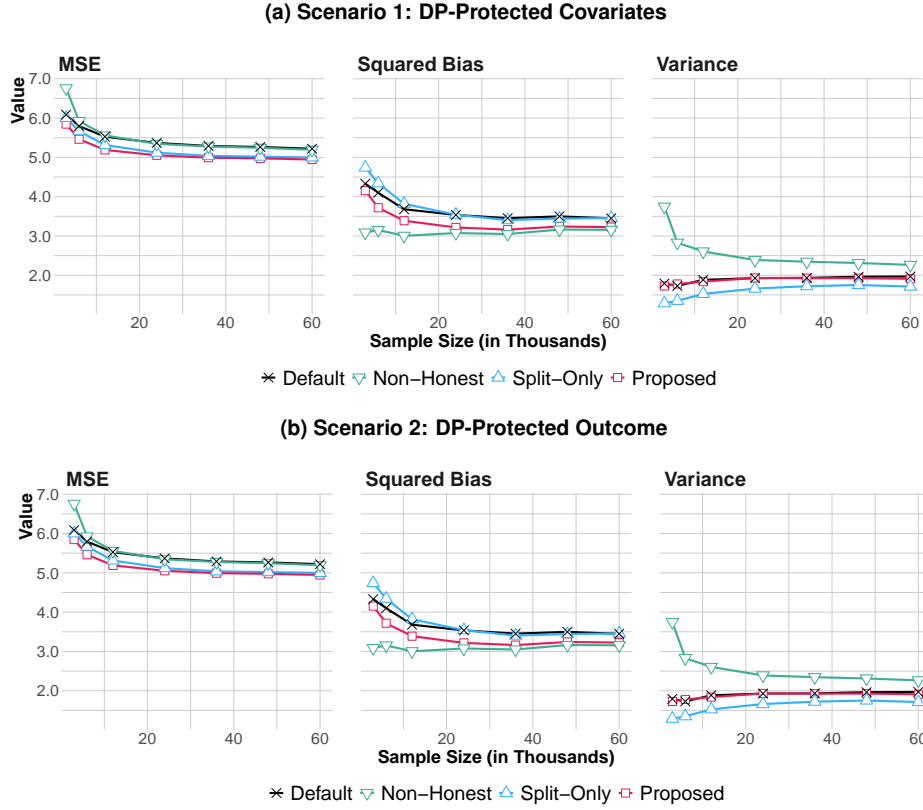 (a) Scenario 1: DP-Protected Covariates
MSE Squared Bias Variance
Value
7.0
6.0
5.0
4.0
3.0
2.0
20 40 60 20 40 60 20 40 60
Sample Size (in Thousands)
Default Non-Honest Split-Only Proposed
(b) Scenario 2: DP-Protected Outcome
MSE Squared Bias Variance
Value
7.0
6.0
5.0
4.0
3.0
2.0
20 40 60 20 40 60 20 40 60
Sample Size (in Thousands)
Default Non-Honest Split-Only Proposed